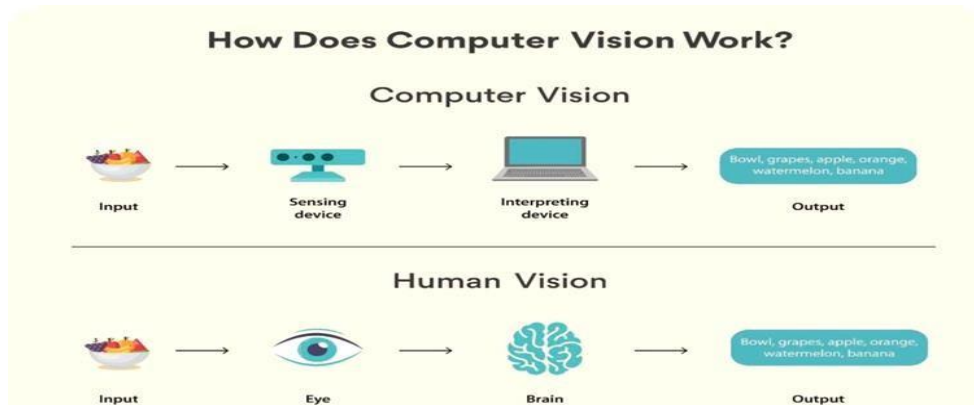 How Does Computer Vision Work?
Computer Vision
Bowl, grapes, apple, orange,
watermelon, banana
Input
Sensing
device
Interpreting
device
Output
Human Vision
Bowl, grapes, apple, orange,
watermelon, banana
Input
Eye
Brain
Output